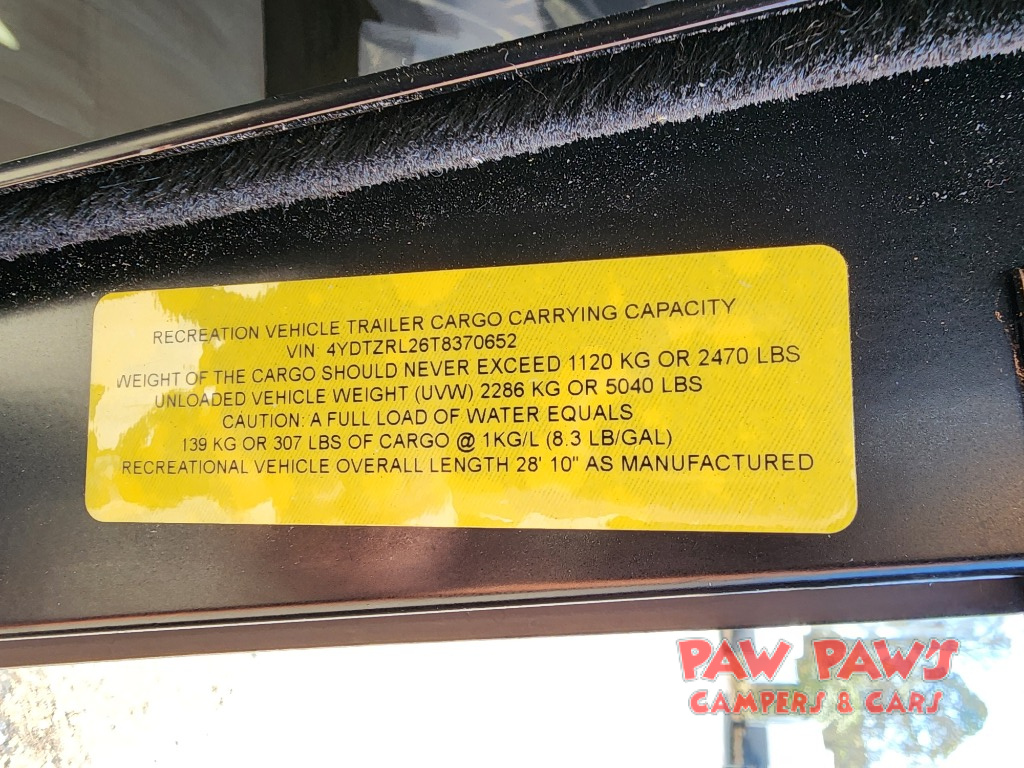 RECREATION VEHICLE TRAILER CARGO CARRYING CAPACITY
VIN: 4YDTZRL26T8370652
WEIGHT OF THE CARGO SHOULD NEVER EXCEED 1120 KG OR 2470 LBS
UNLOADED VEHICLE WEIGHT (UVW) 2286 KG OR 5040 LBS
CAUTION: A FULL LOAD OF WATER EQUALS
139 KG OR 307 LBS OF CARGO @ 1KG/L (8.3 LB/GAL)
RECREATIONAL VEHICLE OVERALL LENGTH 28' 10" AS MANUFACTURED
PAW PAW'S
CAMPERS & CARS